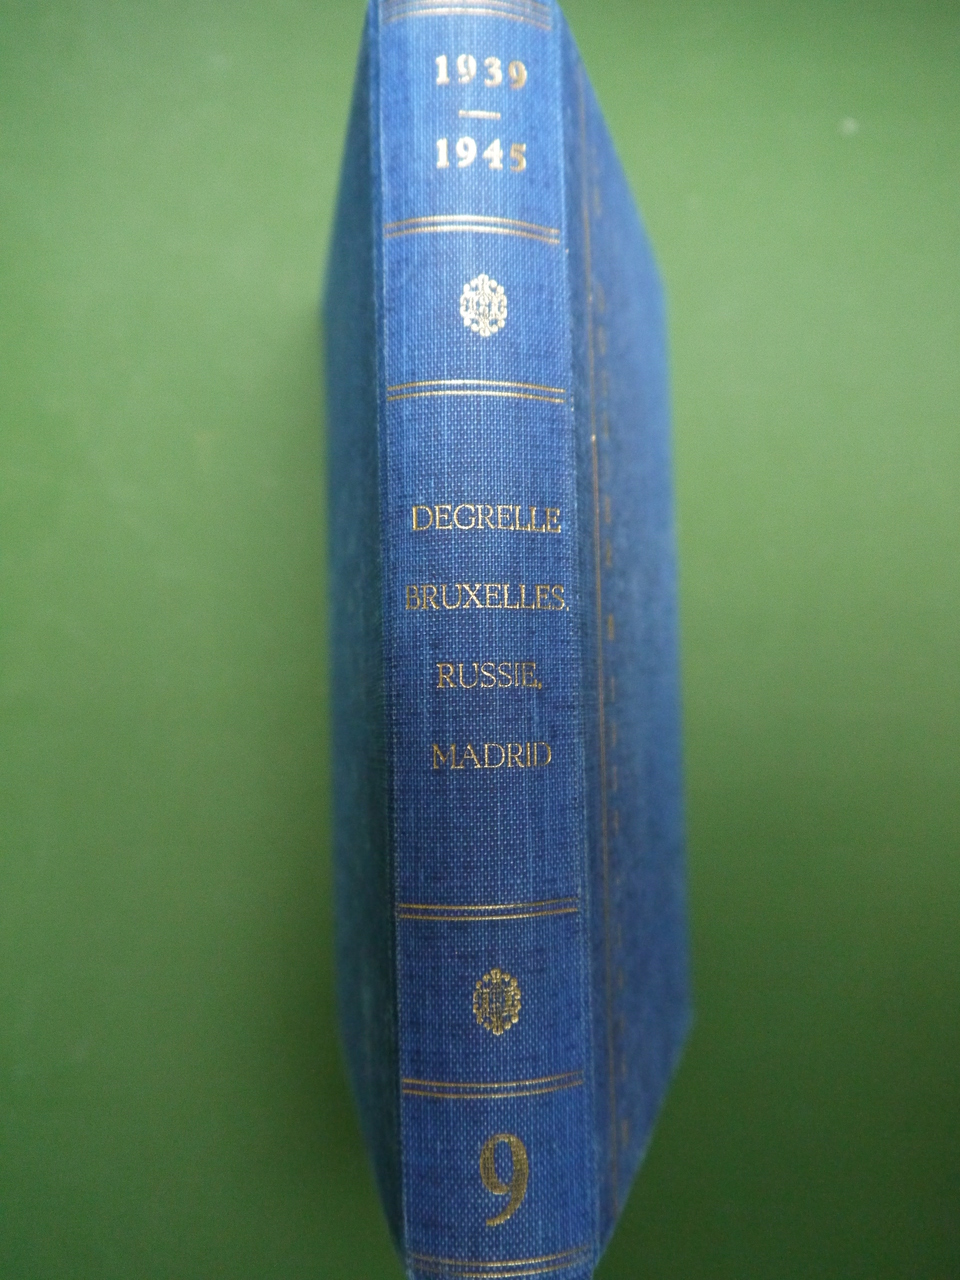 1939
—
1945
DEGRELLE
BRUXELLES,
RUSSIE,
MADRID
9